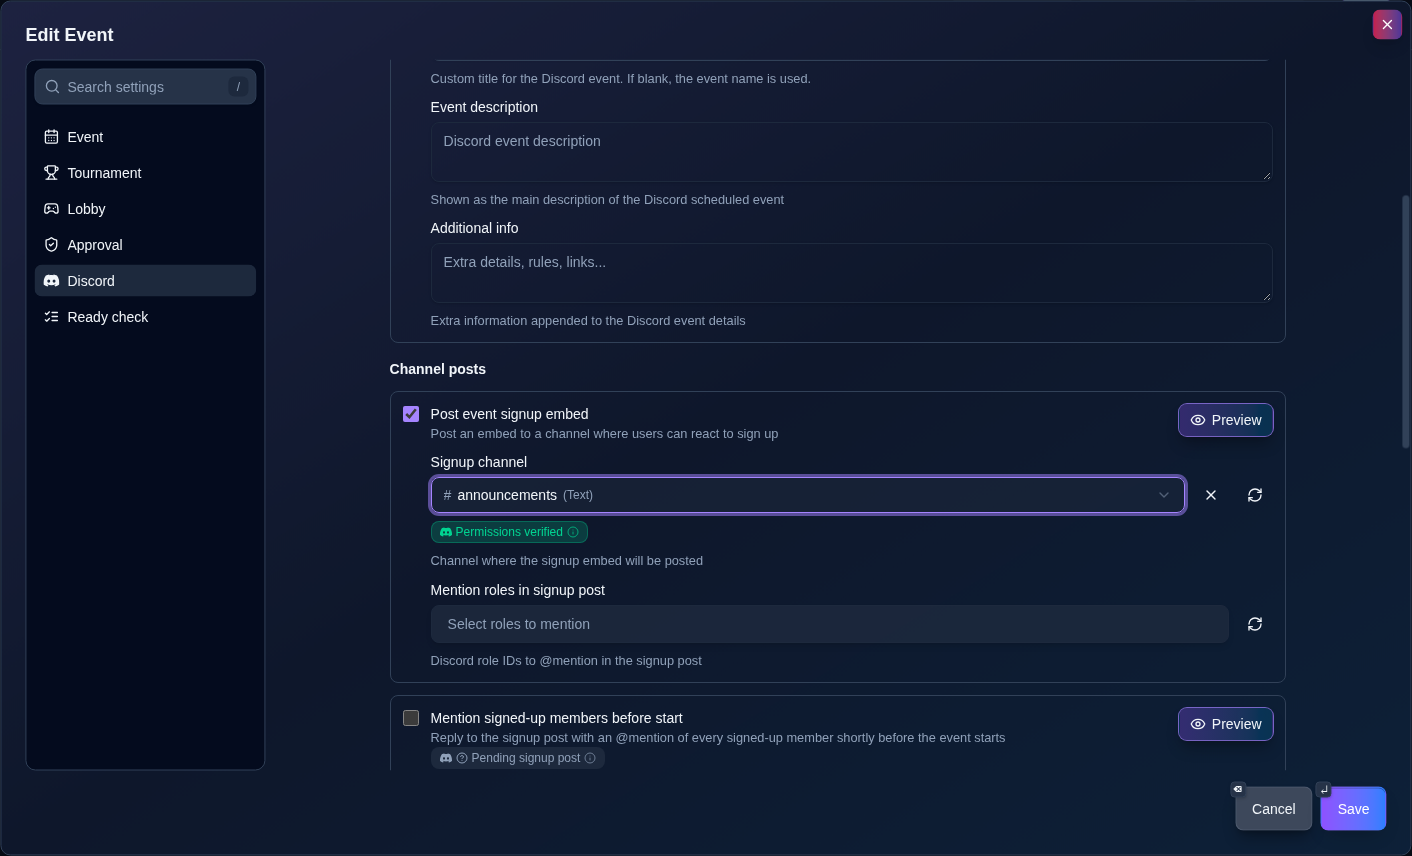 Edit Event
Search settings /
Event
Tournament
Lobby
Approval
Discord
Ready check
Custom title for the Discord event. If blank, the event name is used.
Event description
Discord event description
Shown as the main description of the Discord scheduled event
Additional info
Extra details, rules, links...
Extra information appended to the Discord event details
Channel posts
Post event signup embed
Preview
Post an embed to a channel where users can react to sign up
Signup channel
# announcements (Text)
Permissions verified
Channel where the signup embed will be posted
Mention roles in signup post
Select roles to mention
Discord role IDs to @mention in the signup post
Mention signed-up members before start
Preview
Reply to the signup post with an @mention of every signed-up member shortly before the event starts
Pending signup post
Cancel
Save